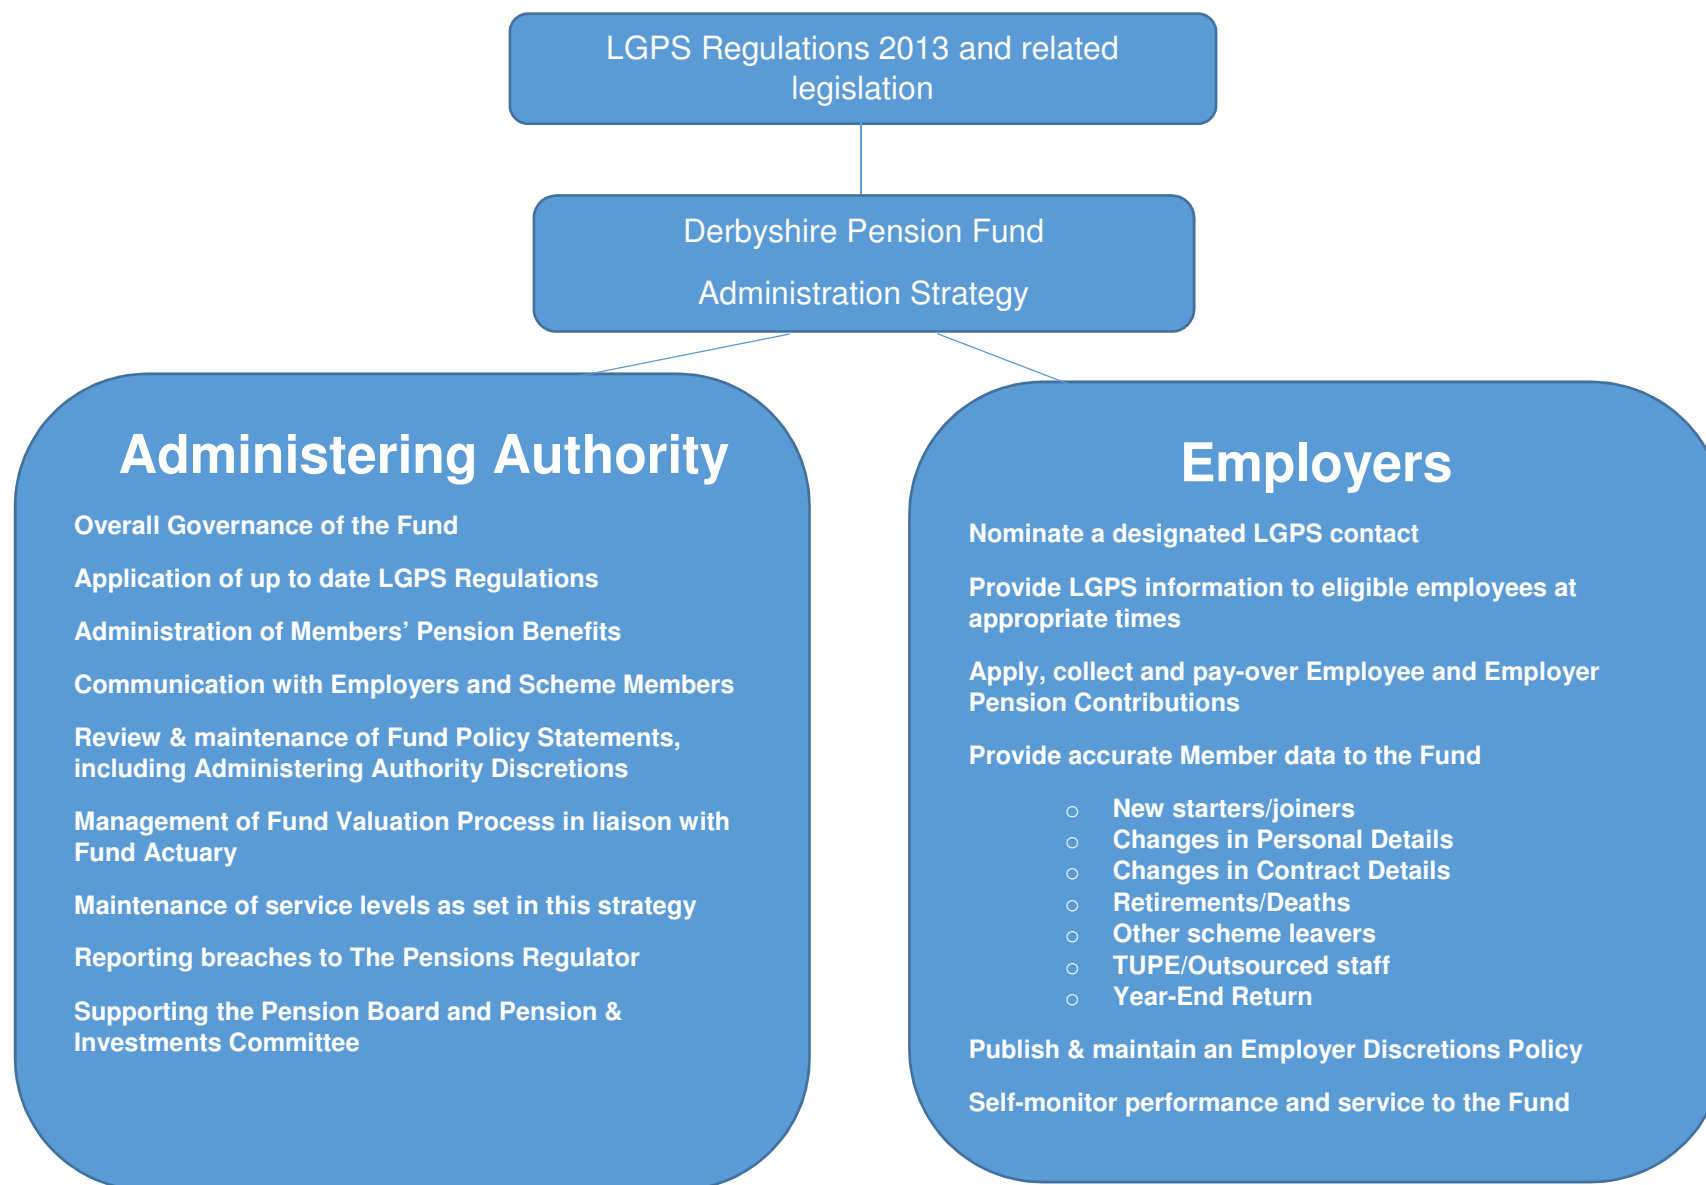 LGPS Regulations 2013 and related
legislation
Derbyshire Pension Fund
Administration Strategy
Administering Authority
Overall Governance of the Fund
Application of up to date LGPS Regulations
Administration of Members’ Pension Benefits
Communication with Employers and Scheme Members
Review & maintenance of Fund Policy Statements,
including Administering Authority Discretions
Management of Fund Valuation Process in liaison with
Fund Actuary
Maintenance of service levels as set in this strategy
Reporting breaches to The Pensions Regulator
Supporting the Pension Board and Pension &
Investments Committee
Employers
Nominate a designated LGPS contact
Provide LGPS information to eligible employees at
appropriate times
Apply, collect and pay-over Employee and Employer
Pension Contributions
Provide accurate Member data to the Fund
o New starters/joiners
o Changes in Personal Details
o Changes in Contract Details
o Retirements/Deaths
o Other scheme leavers
o TUPE/Outsourced staff
o Year-End Return
Publish & maintain an Employer Discretions Policy
Self-monitor performance and service to the Fund